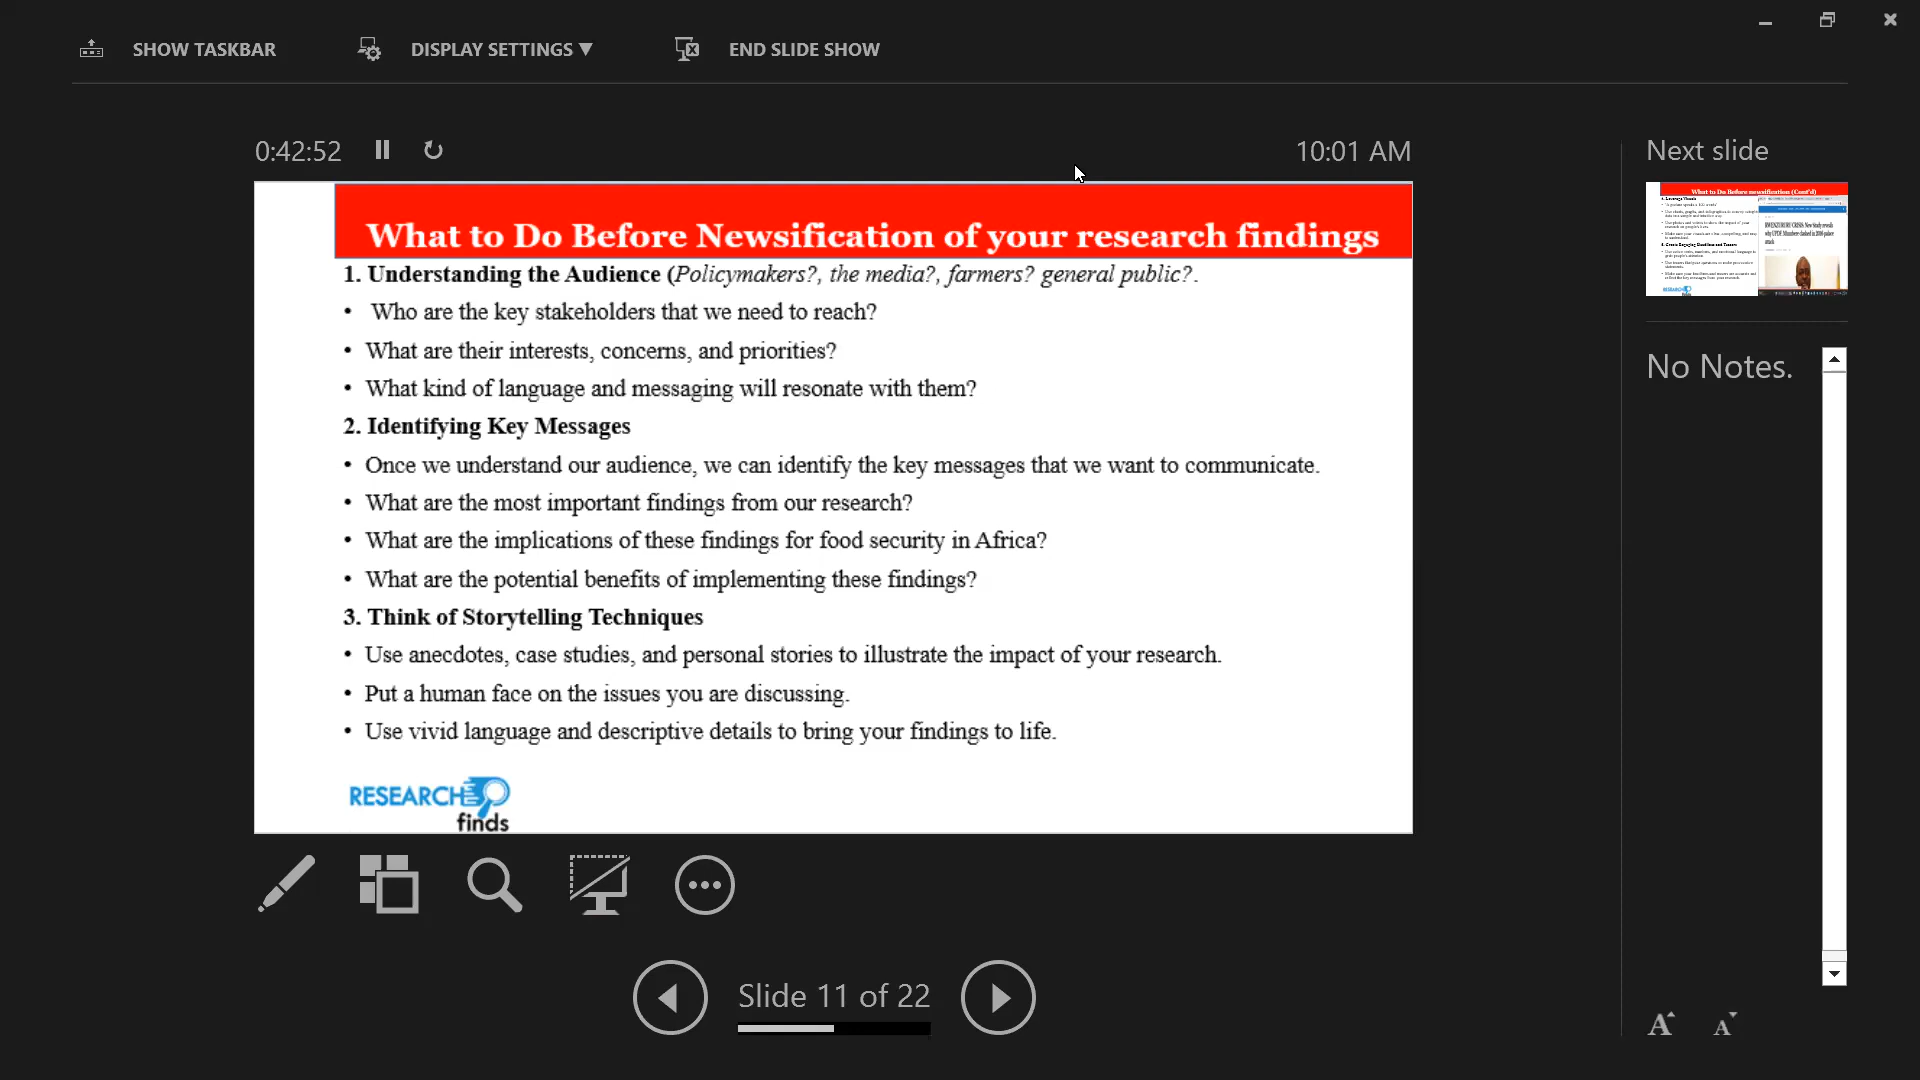 SHOW TASKBAR
DISPLAY SETTINGS ▼
END SLIDE SHOW
0:42:52
10:01 AM
What to Do Before Newsification of your research findings
1. Understanding the Audience (Policymakers?, the media?, farmers? general public?.
• Who are the key stakeholders that we need to reach?
• What are their interests, concerns, and priorities?
• What kind of language and messaging will resonate with them?
2. Identifying Key Messages
• Once we understand our audience, we can identify the key messages that we want to communicate.
• What are the most important findings from our research?
• What are the implications of these findings for food security in Africa?
• What are the potential benefits of implementing these findings?
3. Think of Storytelling Techniques
• Use anecdotes, case studies, and personal stories to illustrate the impact of your research.
• Put a human face on the issues you are discussing.
• Use vivid language and descriptive details to bring your findings to life.
RESEARCH
finds
Slide 11 of 22
Next slide
What to Do Before newsification (Cont'd)
RESEARCH
finds
No Notes.
A A